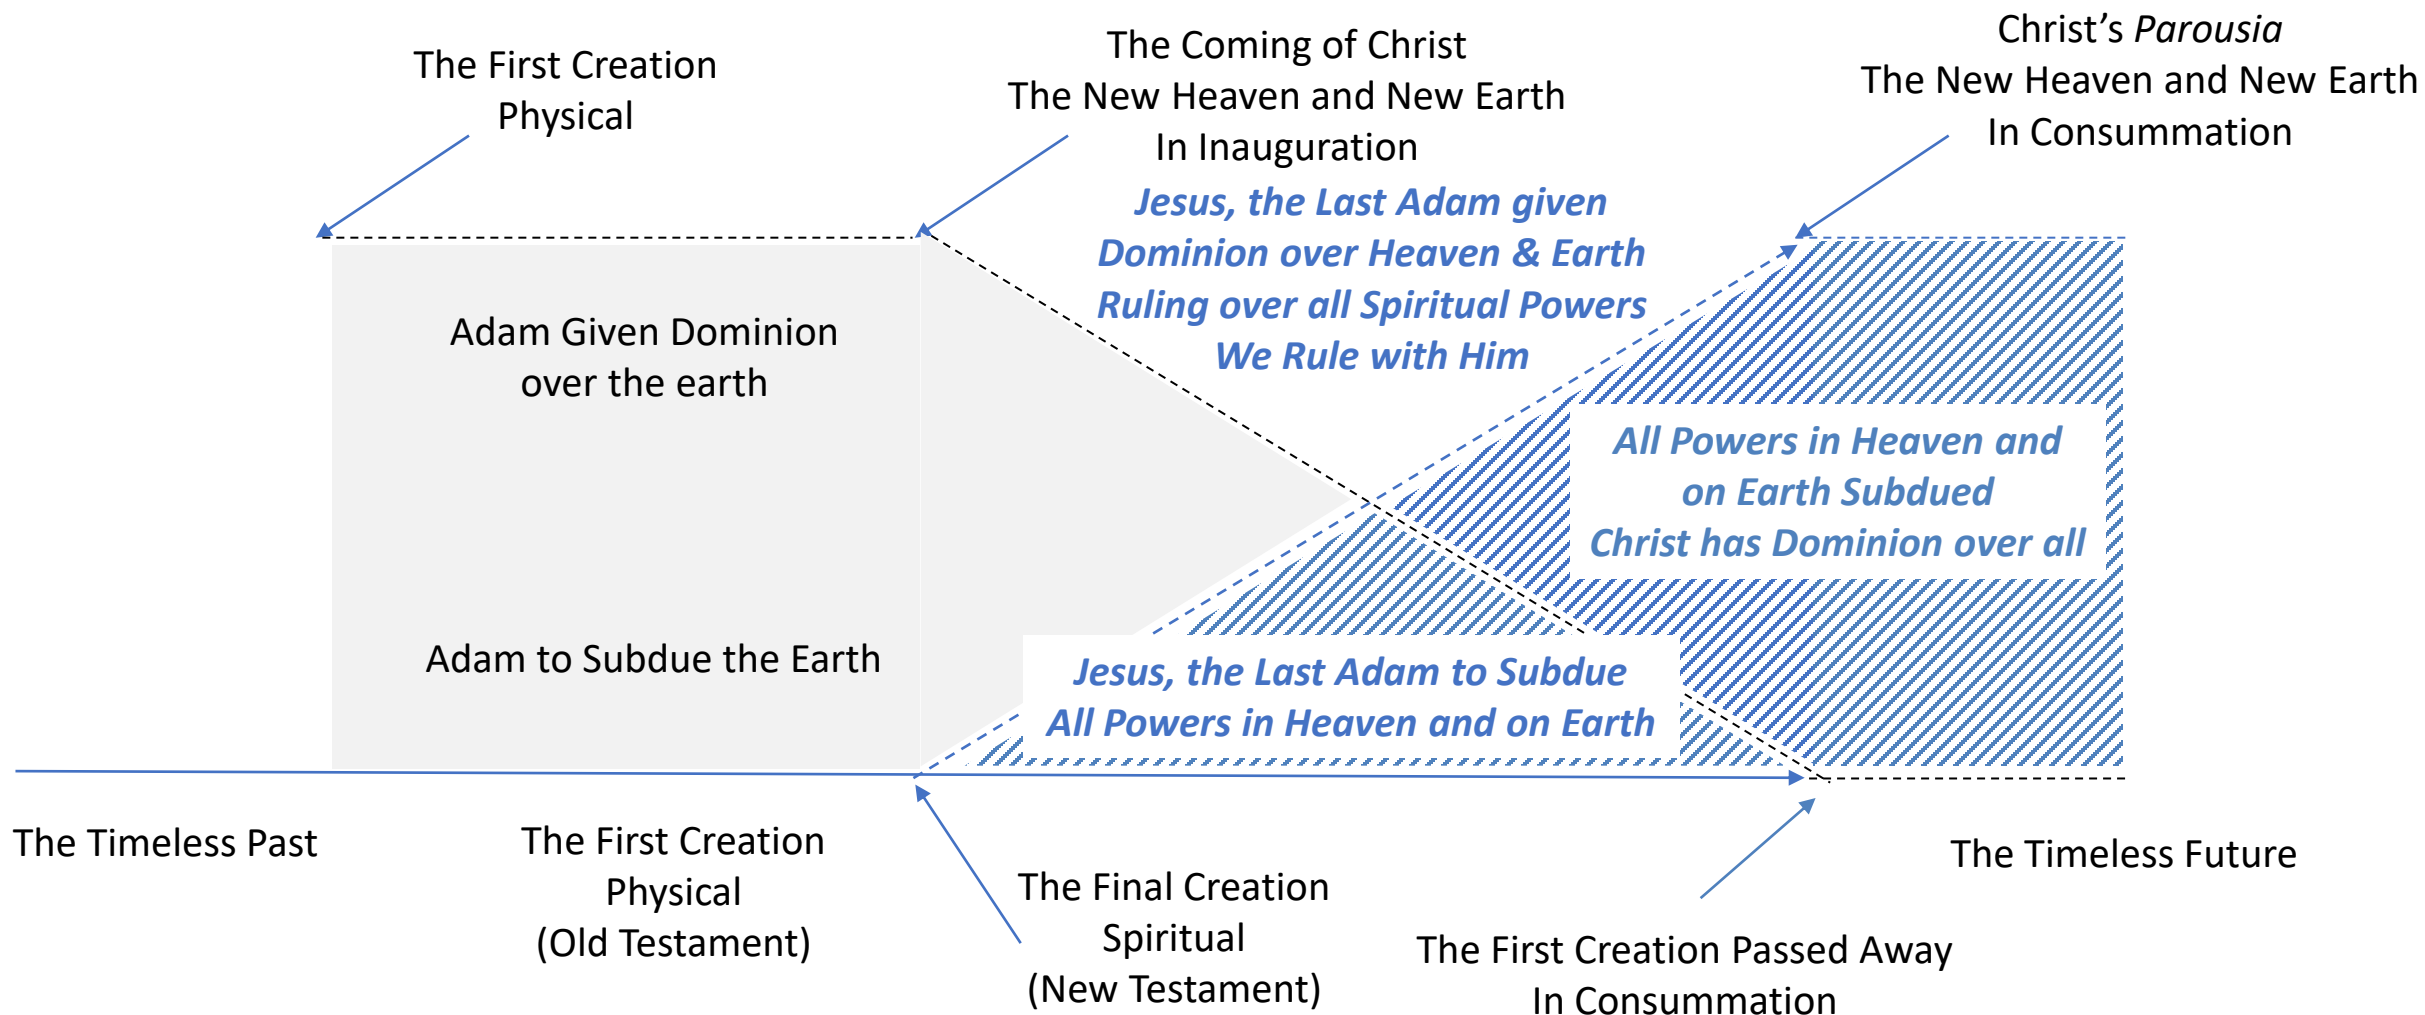 The First Creation
Physical
The Coming of Christ
The New Heaven and New Earth
In Inauguration
Christ’s Parousia
The New Heaven and New Earth
In Consummation
Jesus, the Last Adam given
Dominion over Heaven & Earth
Ruling over all Spiritual Powers
We Rule with Him
Adam Given Dominion
over the earth
All Powers in Heaven and
on Earth Subdued
Christ has Dominion over all
Adam to Subdue the Earth
Jesus, the Last Adam to Subdue
All Powers in Heaven and on Earth
The Timeless Past
The First Creation
Physical
(Old Testament)
The Final Creation
Spiritual
(New Testament)
The First Creation Passed Away
In Consummation
The Timeless Future